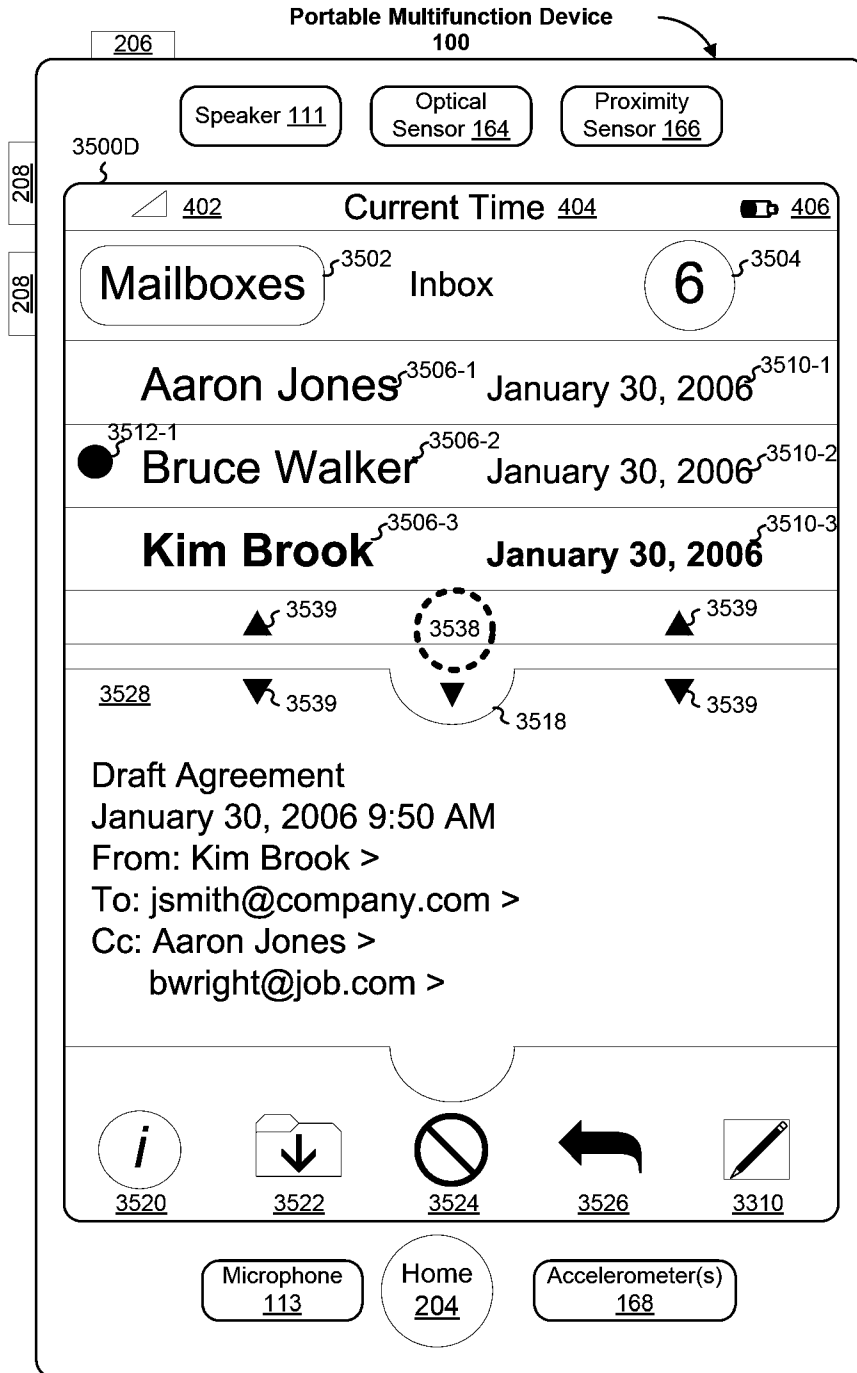 Portable Multifunction Device
100
206
Speaker 111
Optical
Sensor 164
Proximity
Sensor 166
3500D
208
208
402
Current Time 404
406
Mailboxes
3502
Inbox
6
3504
Aaron Jones
3506-1
January 30, 2006
3510-1
3512-1
Bruce Walker
3506-2
January 30, 2006
3510-2
Kim Brook
3506-3
January 30, 2006
3510-3
3539
3538
3539
3528
3539
3518
3539
Draft Agreement
January 30, 2006 9:50 AM
From: Kim Brook >
To: jsmith@company.com >
Cc: Aaron Jones >
bwright@job.com >
i
3520
3522
3524
3526
3310
Microphone
113
Home
204
Accelerometer(s)
168